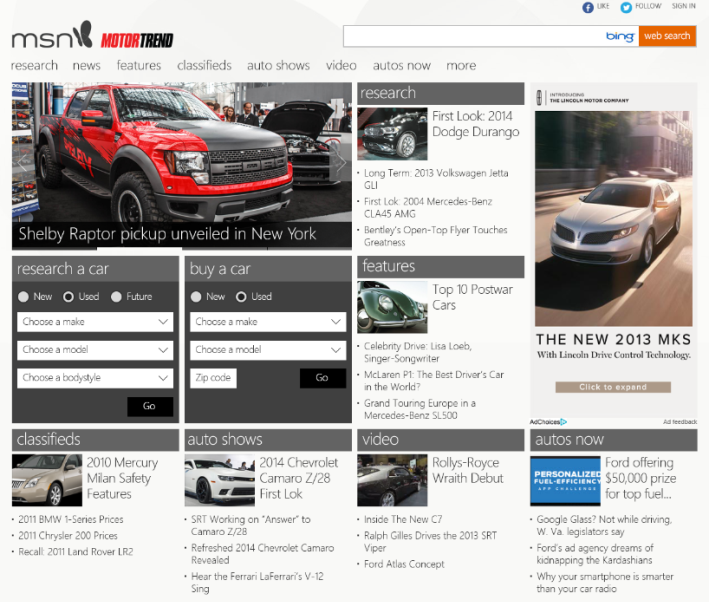 LIKE FOLLOW SIGN IN
msn MOTOR TREND
bing web search
research news features classifieds auto shows video autos now more
Shelby Raptor pickup unveiled in New York
research a car
New Used Future
Choose a make
Choose a model
Choose a bodystyle
Go
buy a car
New Used
Choose a make
Choose a model
Zip code Go
research
First Look: 2014
Dodge Durango
Long Term: 2013 Volkswagen Jetta
GLI
First Lok: 2004 Mercedes-Benz
CLA45 AMG
Bentley's Open-Top Flyer Touches
Greatness
features
Top 10 Postwar
Cars
Celebrity Drive: Lisa Loeb,
Singer-Songwriter
McLaren P1: The Best Driver's Car
in the World?
Grand Touring Europe in a
Mercedes-Benz SL500
INTRODUCING
THE LINCOLN MOTOR COMPANY
THE NEW 2013 MKS
With Lincoln Drive Control Technology.
Click to expand
AdChoices Ad feedback
classifieds
2010 Mercury
Milan Safety
Features
2011 BMW 1-Series Prices
2011 Chrysler 200 Prices
Recall: 2011 Land Rover LR2
auto shows
2014 Chevrolet
Camaro Z/28
First Lok
SRT Working on "Answer" to
Camaro Z/28
Refreshed 2014 Chevrolet Camaro
Revealed
Hear the Ferrari LaFerrari's V-12
Sing
video
Rollys-Royce
Wraith Debut
Inside The New C7
Ralph Gilles Drives the 2013 SRT
Viper
Ford Atlas Concept
autos now
PERSONALIZED
FUEL-EFFICIENCY
APP CHALLENGE
Ford offering
$50,000 prize
for top fuel...
Google Glass? Not while driving,
W. Va. legislators say
Ford's ad agency dreams of
kidnapping the Kardashians
Why your smartphone is smarter
than your car radio